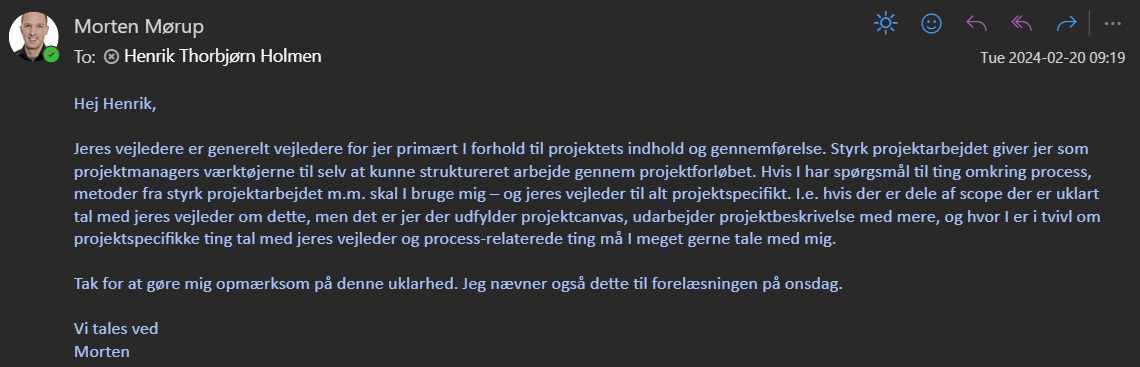 Morten Mørup
To: Henrik Thorbjørn Holmen
Tue 2024-02-20 09:19
Hej Henrik,
Jeres vejledere er generelt vejledere for jer primært I forhold til projektets indhold og gennemførelse. Styrk projektarbejdet giver jer som
projektmanagers værktøjerne til selv at kunne struktureret arbejde gennem projektforløbet. Hvis I har spørgsmål til ting omkring process,
metoder fra styrk projektarbejdet m.m. skal I bruge mig – og jeres vejleder til alt projektspecifikt. I.e. hvis der er dele af scope der er uklart
tal med jeres vejleder om dette, men det er jer der udfylder projektcanvas, udarbejder projektbeskrivelse med mere, og hvor I er i tvivl om
projektspecifikke ting tal med jeres vejleder og process-relaterede ting må I meget gerne tale med mig.
Tak for at gøre mig opmærksom på denne uklarhed. Jeg nævner også dette til forelæsningen på onsdag.
Vi tales ved
Morten